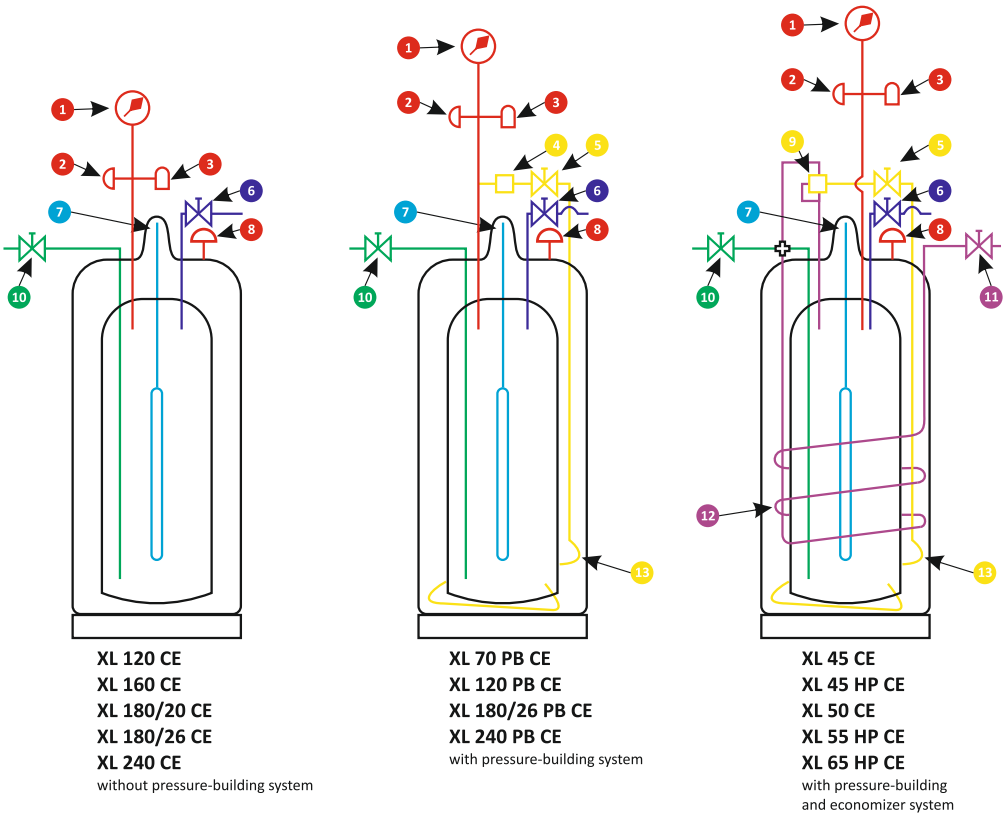 1
2
3
6
7
8
10
XL 120 CE
XL 160 CE
XL 180/20 CE
XL 180/26 CE
XL 240 CE
without pressure-building system
1
2
3
4
5
6
7
8
10
13
XL 70 PB CE
XL 120 PB CE
XL 180/26 PB CE
XL 240 PB CE
with pressure-building system
1
2
3
9
5
6
7
8
10
11
12
13
XL 45 CE
XL 45 HP CE
XL 50 CE
XL 55 HP CE
XL 65 HP CE
with pressure-building
and economizer system